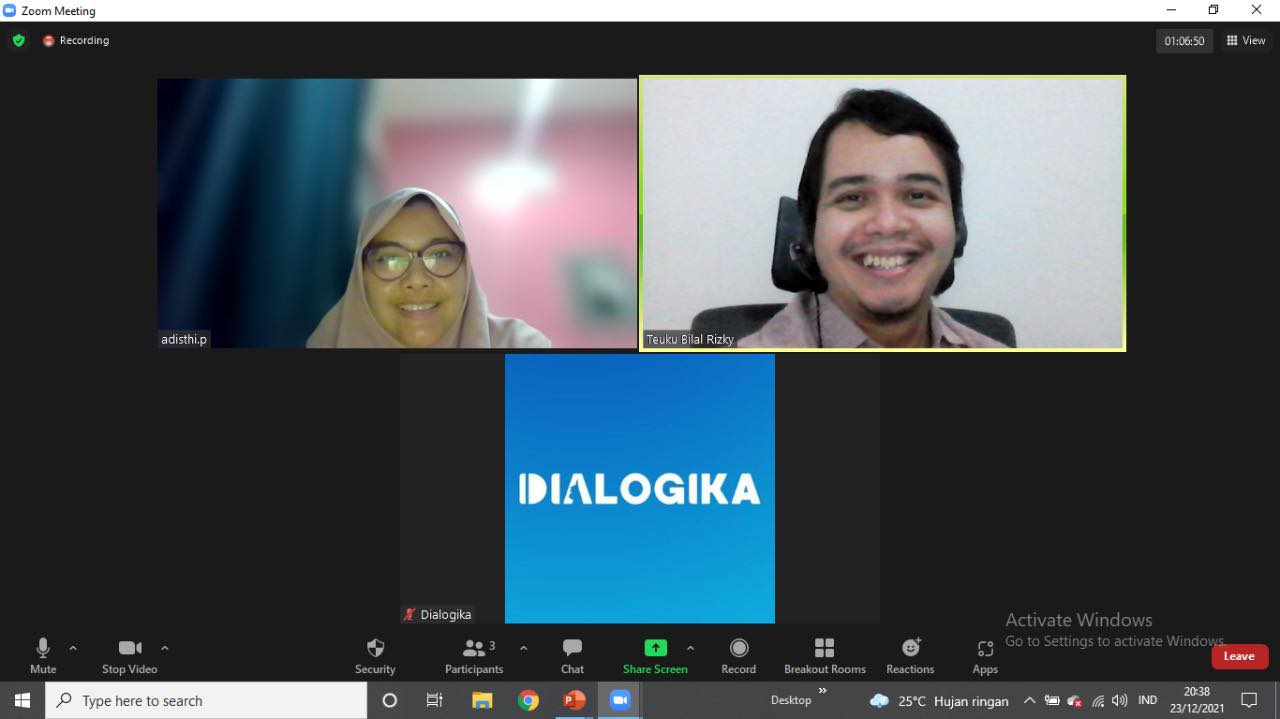 Zoom Meeting
Recording
01:06:50
View
adisthi.p
Teuku Bilal Rizky
DIALOGIKA
Dialogika
Activate Windows
Go to Settings to activate Windows.
Mute
Stop Video
Security
Participants
3
Chat
Share Screen
Record
Breakout Rooms
Reactions
Apps
Leave
Type here to search
Desktop
25°C Hujan ringan
IND
20:38
23/12/2021